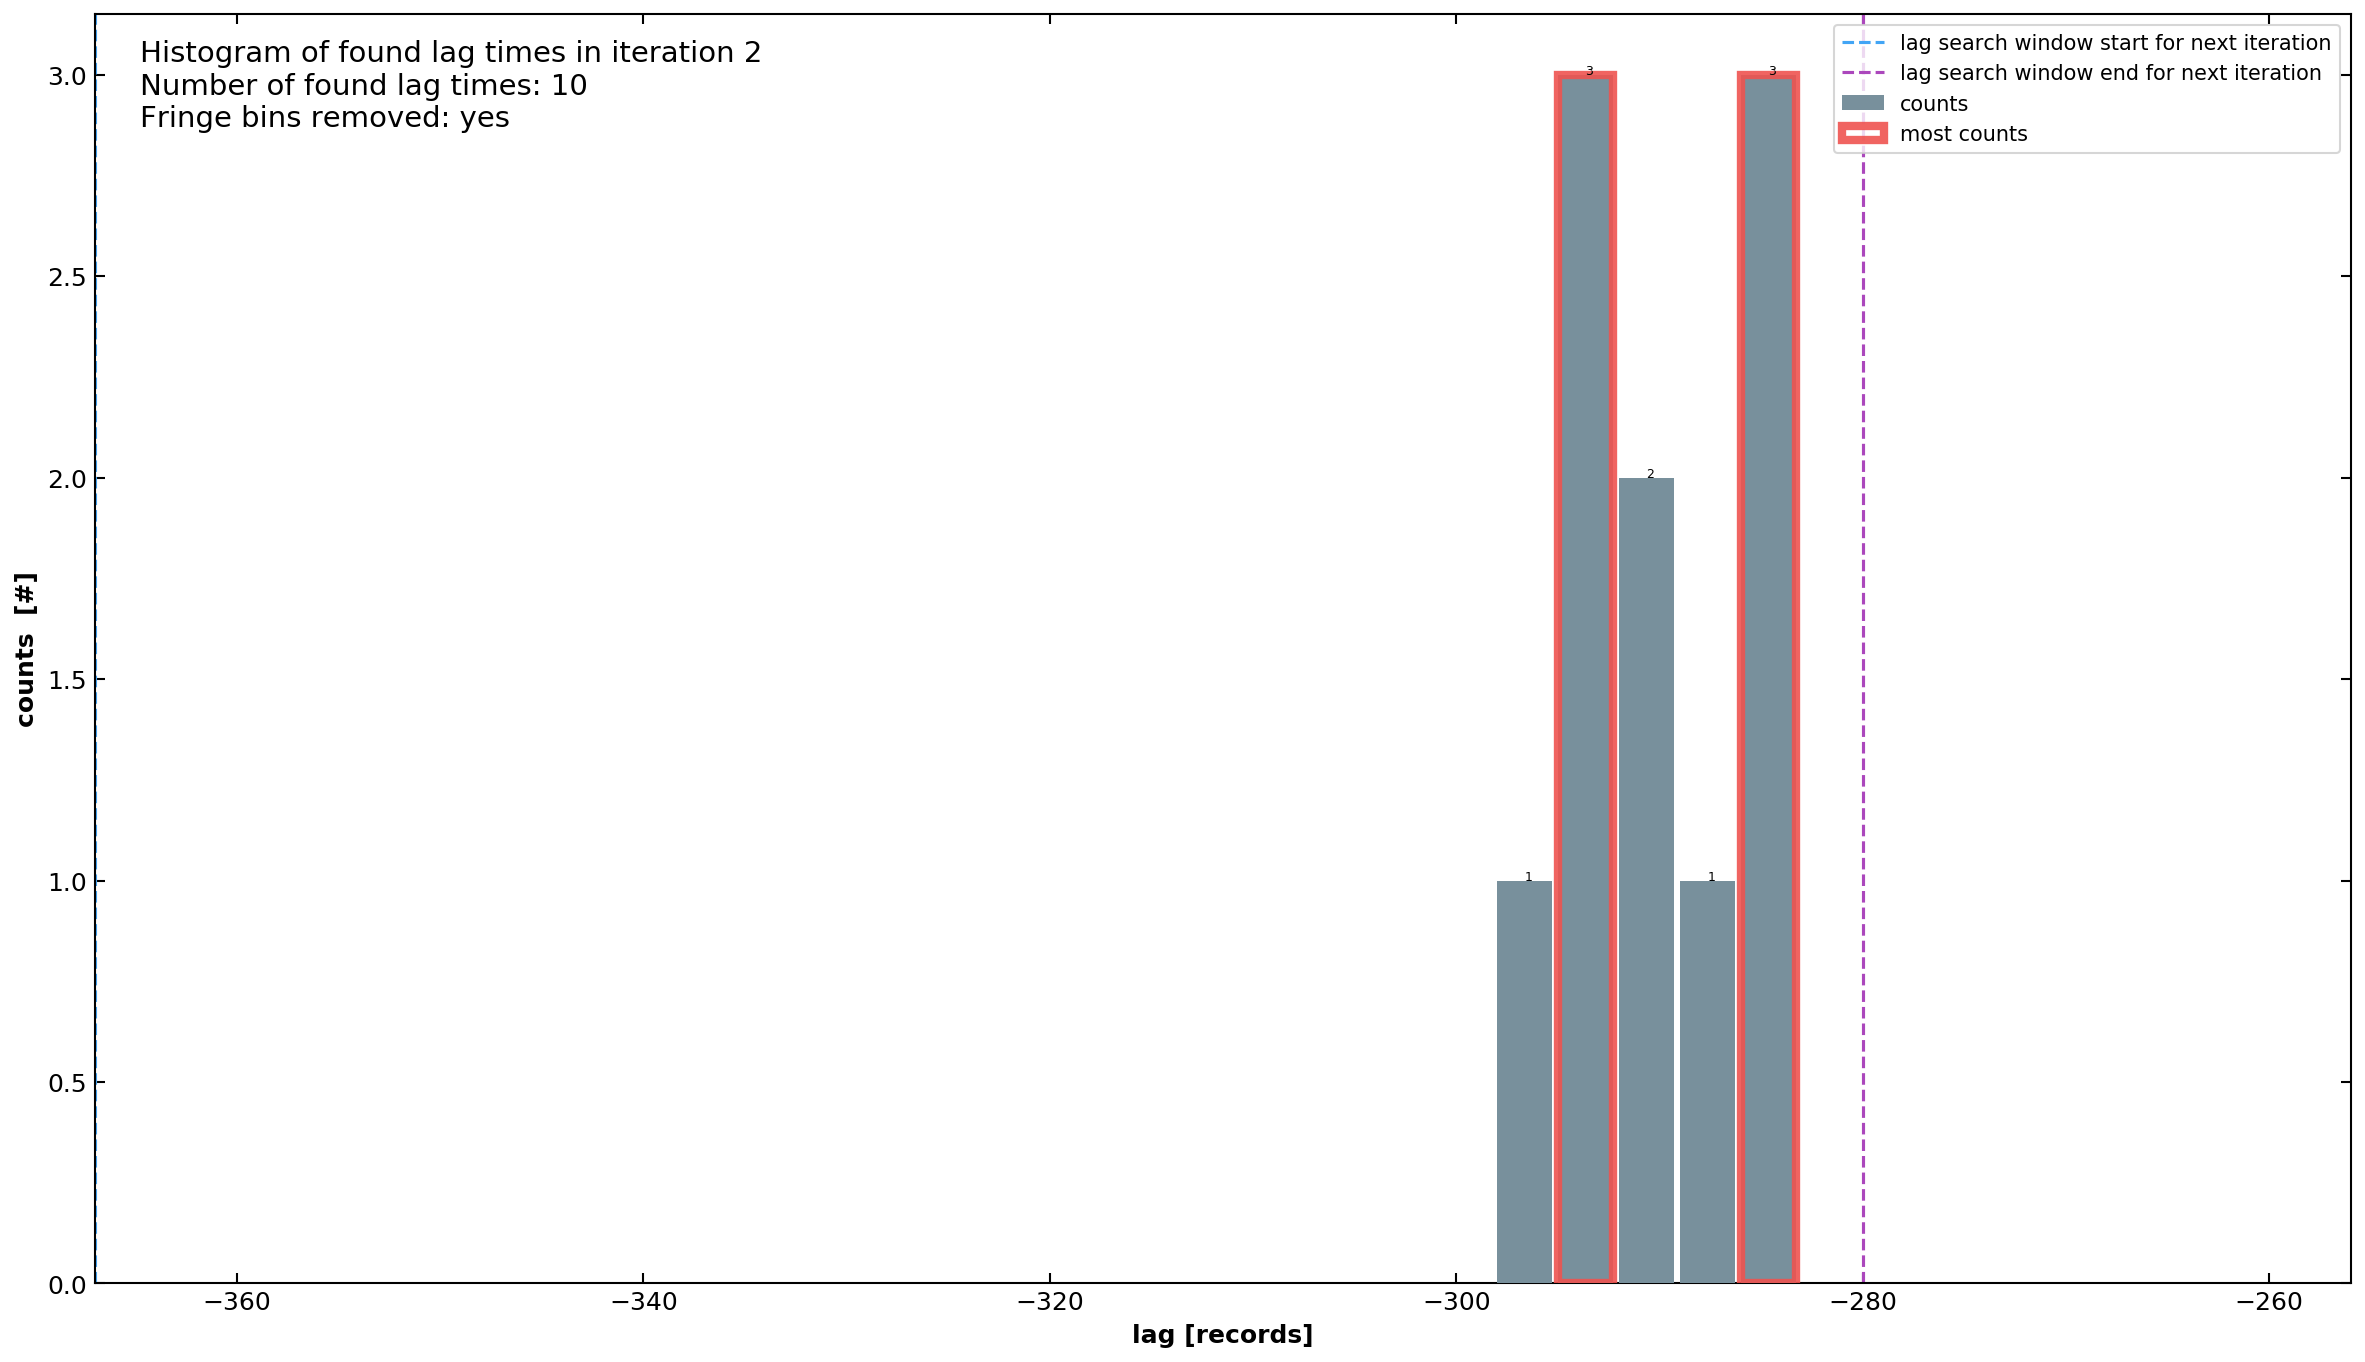 Histogram of found lag times in iteration 2
Number of found lag times: 10
Fringe bins removed: yes
lag search window start for next iteration
lag search window end for next iteration
counts
most counts
3
3
2
1
1
3.0
2.5
2.0
1.5
1.0
0.5
0.0
counts [#]
−360
−340
−320
−300
−280
−260
lag [records]